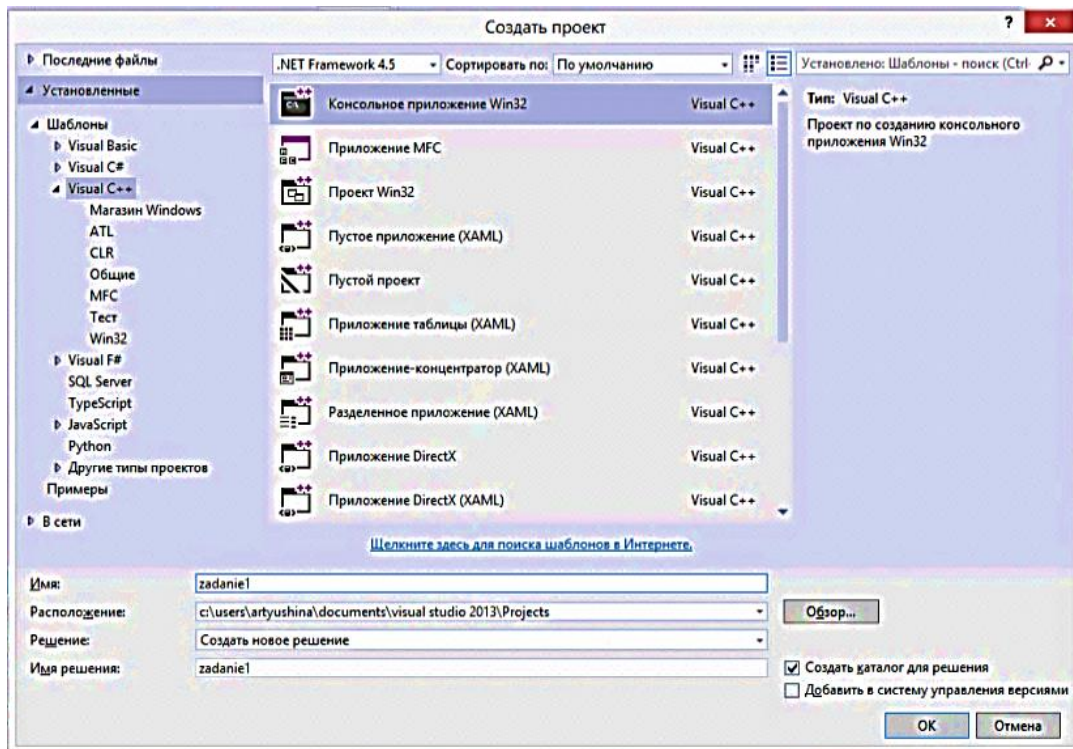 Создать проект
?
Последние файлы
Установленные
Шаблоны
Visual Basic
Visual C#
Visual C++
Магазин Windows
ATL
CLR
Общие
MFC
Тест
Win32
Visual F#
SQL Server
TypeScript
JavaScript
Python
Другие типы проектов
Примеры
В сети
.NET Framework 4.5
Сортировать по: По умолчанию
Консольное приложение Win32 Visual C++
Приложение MFC Visual C++
Проект Win32 Visual C++
Пустое приложение (XAML) Visual C++
Пустой проект Visual C++
Приложение таблицы (XAML) Visual C++
Приложение-концентратор (XAML) Visual C++
Разделенное приложение (XAML) Visual C++
Приложение DirectX Visual C++
Приложение DirectX (XAML) Visual C++
Щелкните здесь для поиска шаблонов в Интернете.
Установлено: Шаблоны - поиск (Ctrl-
Тип: Visual C++
Проект по созданию консольного
приложения Win32
Имя: zadanie1
Расположение: c:\users\artyushina\documents\visual studio 2013\Projects
Обзор...
Решение: Создать новое решение
Имя решения: zadanie1
Создать каталог для решения
Добавить в систему управления версиями
ОК Отмена